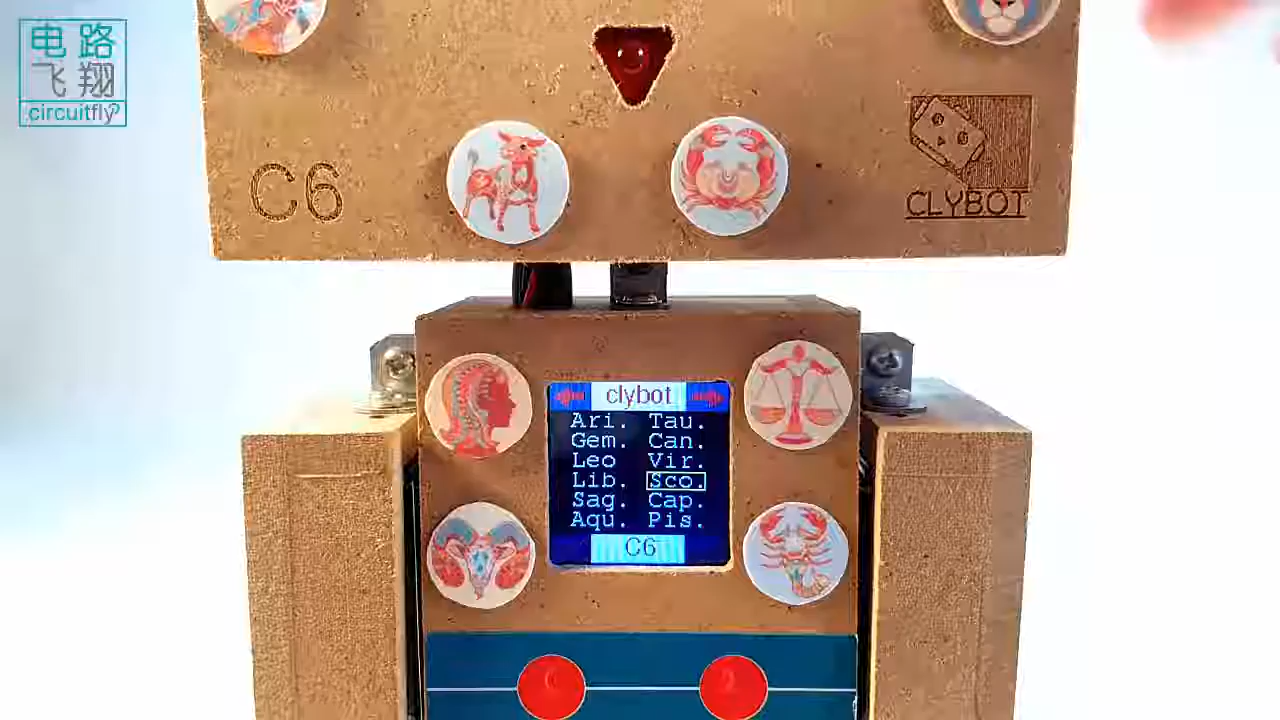 电路
飞翔
circuitfly
C6
CLYBOT
clybot
Ari. Tau.
Gem. Can.
Leo Vir.
Lib. Sco.
Sag. Cap.
Aqu. Pis.
C6